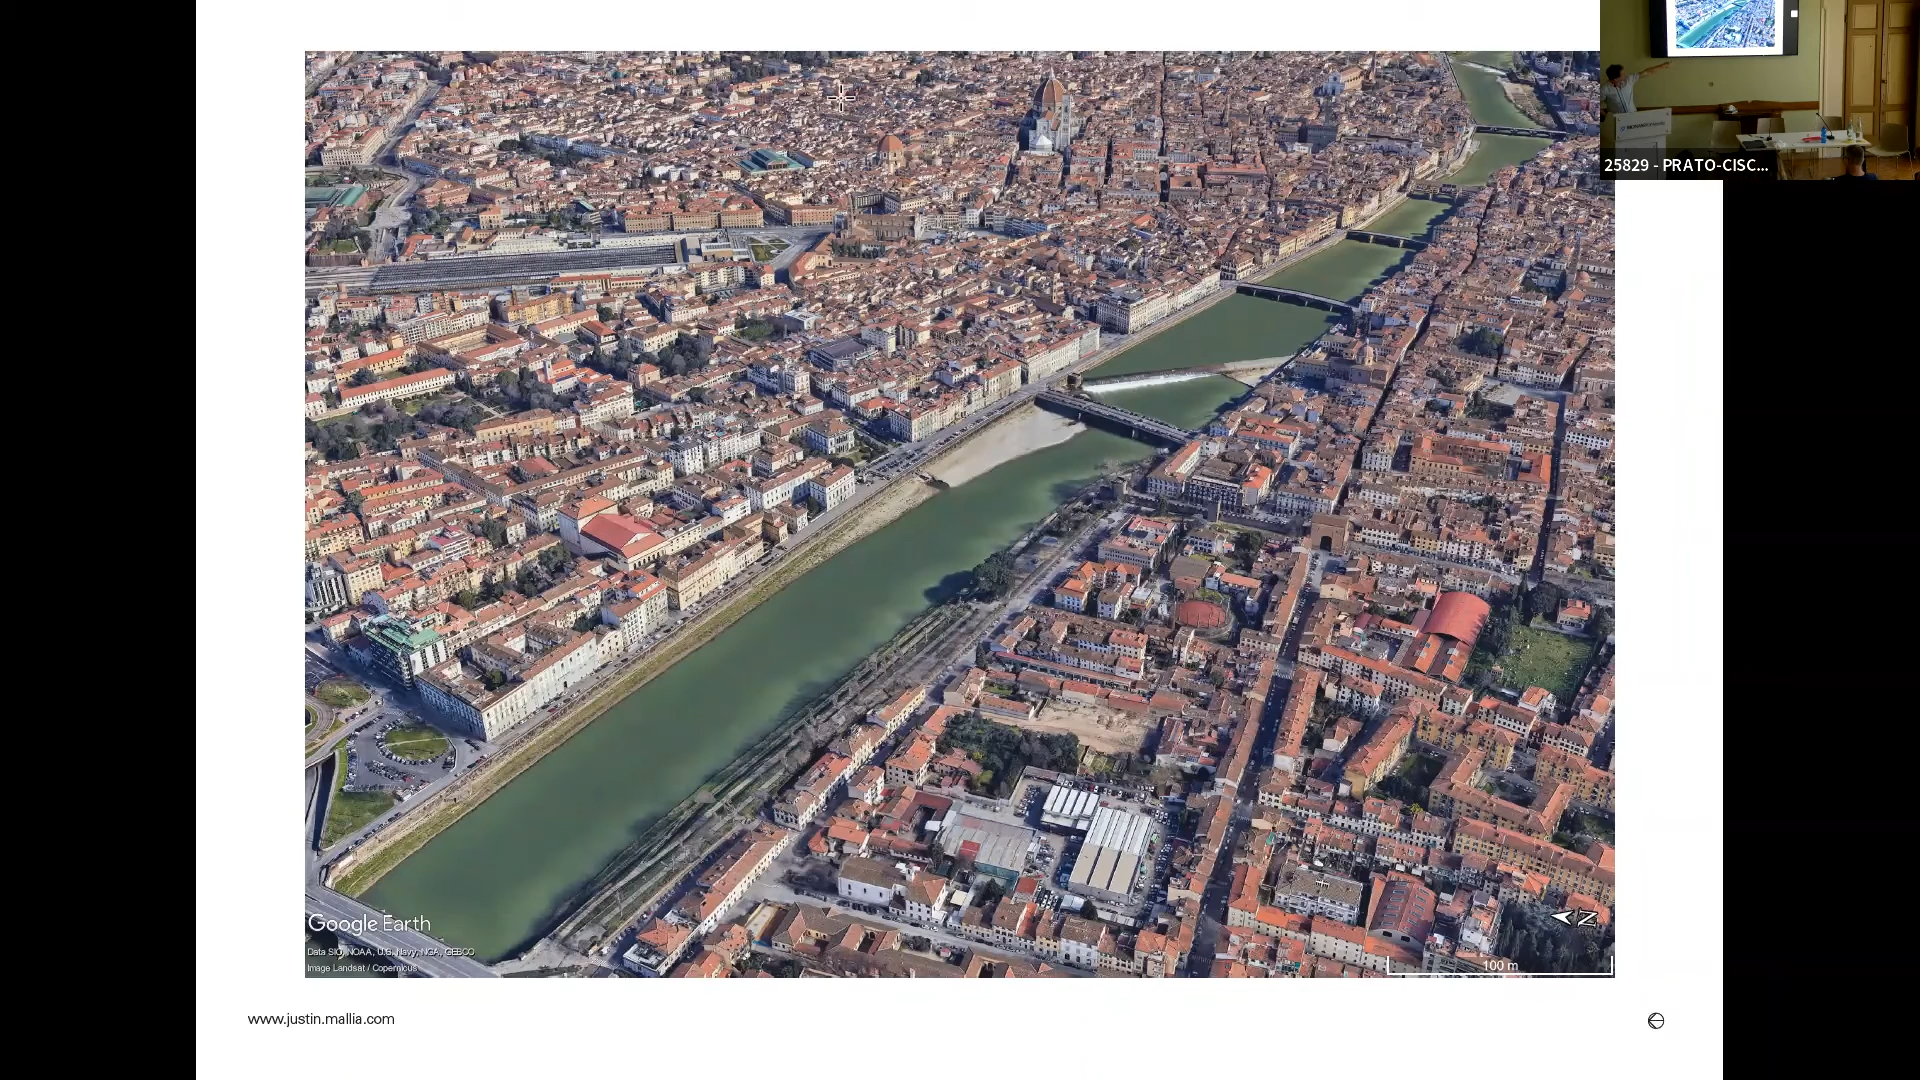 25829 - PRATO-CISC...
Google Earth
Data SIO, NOAA, U.S. Navy, NGA, GEBCO
Image Landsat / Copernicus
Z
100 m
www.justin.mallia.com